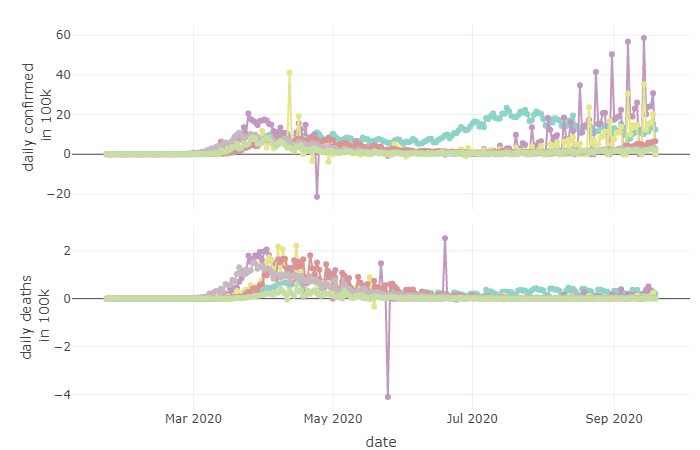 60
40
20
0
−20
daily confirmed
in 100k
2
0
−2
−4
daily deaths
in 100k
Mar 2020
May 2020
Jul 2020
Sep 2020
date